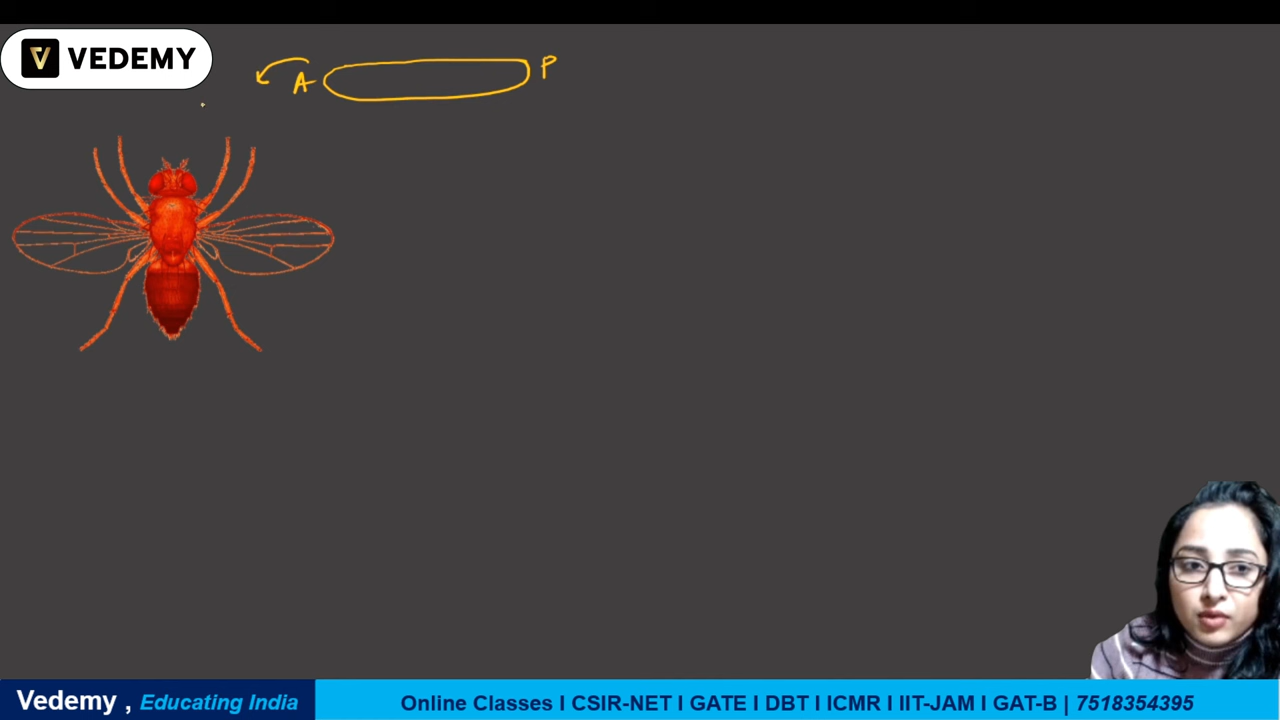 VEDEMY
A P
Vedemy , Educating India
Online Classes I CSIR-NET I GATE I DBT I ICMR I IIT-JAM I GAT-B | 7518354395